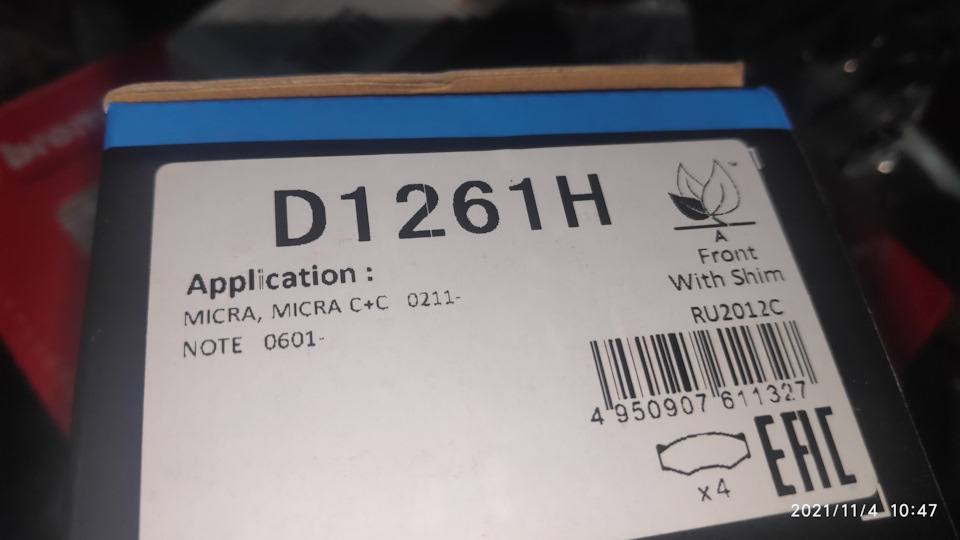 D1261H
TM
A
Front
With Shim
Application :
MICRA, MICRA C+C 0211-
NOTE 0601-
RU2012C
4 950907 611327
x4
EAC
2021/11/4 10:47